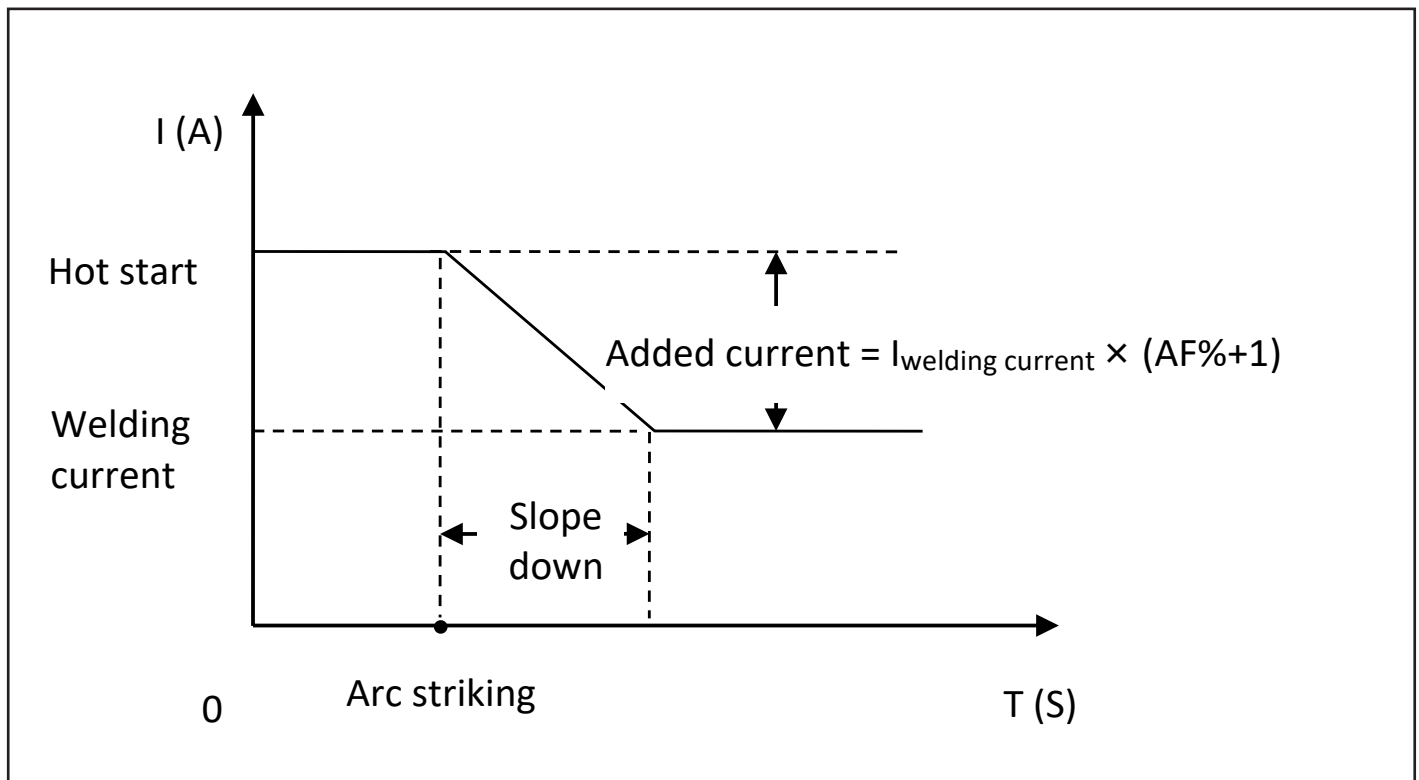 I (A)
Hot start
Added current = Iwelding current × (AF%+1)
Welding
current
Slope
down
0
Arc striking
T (S)